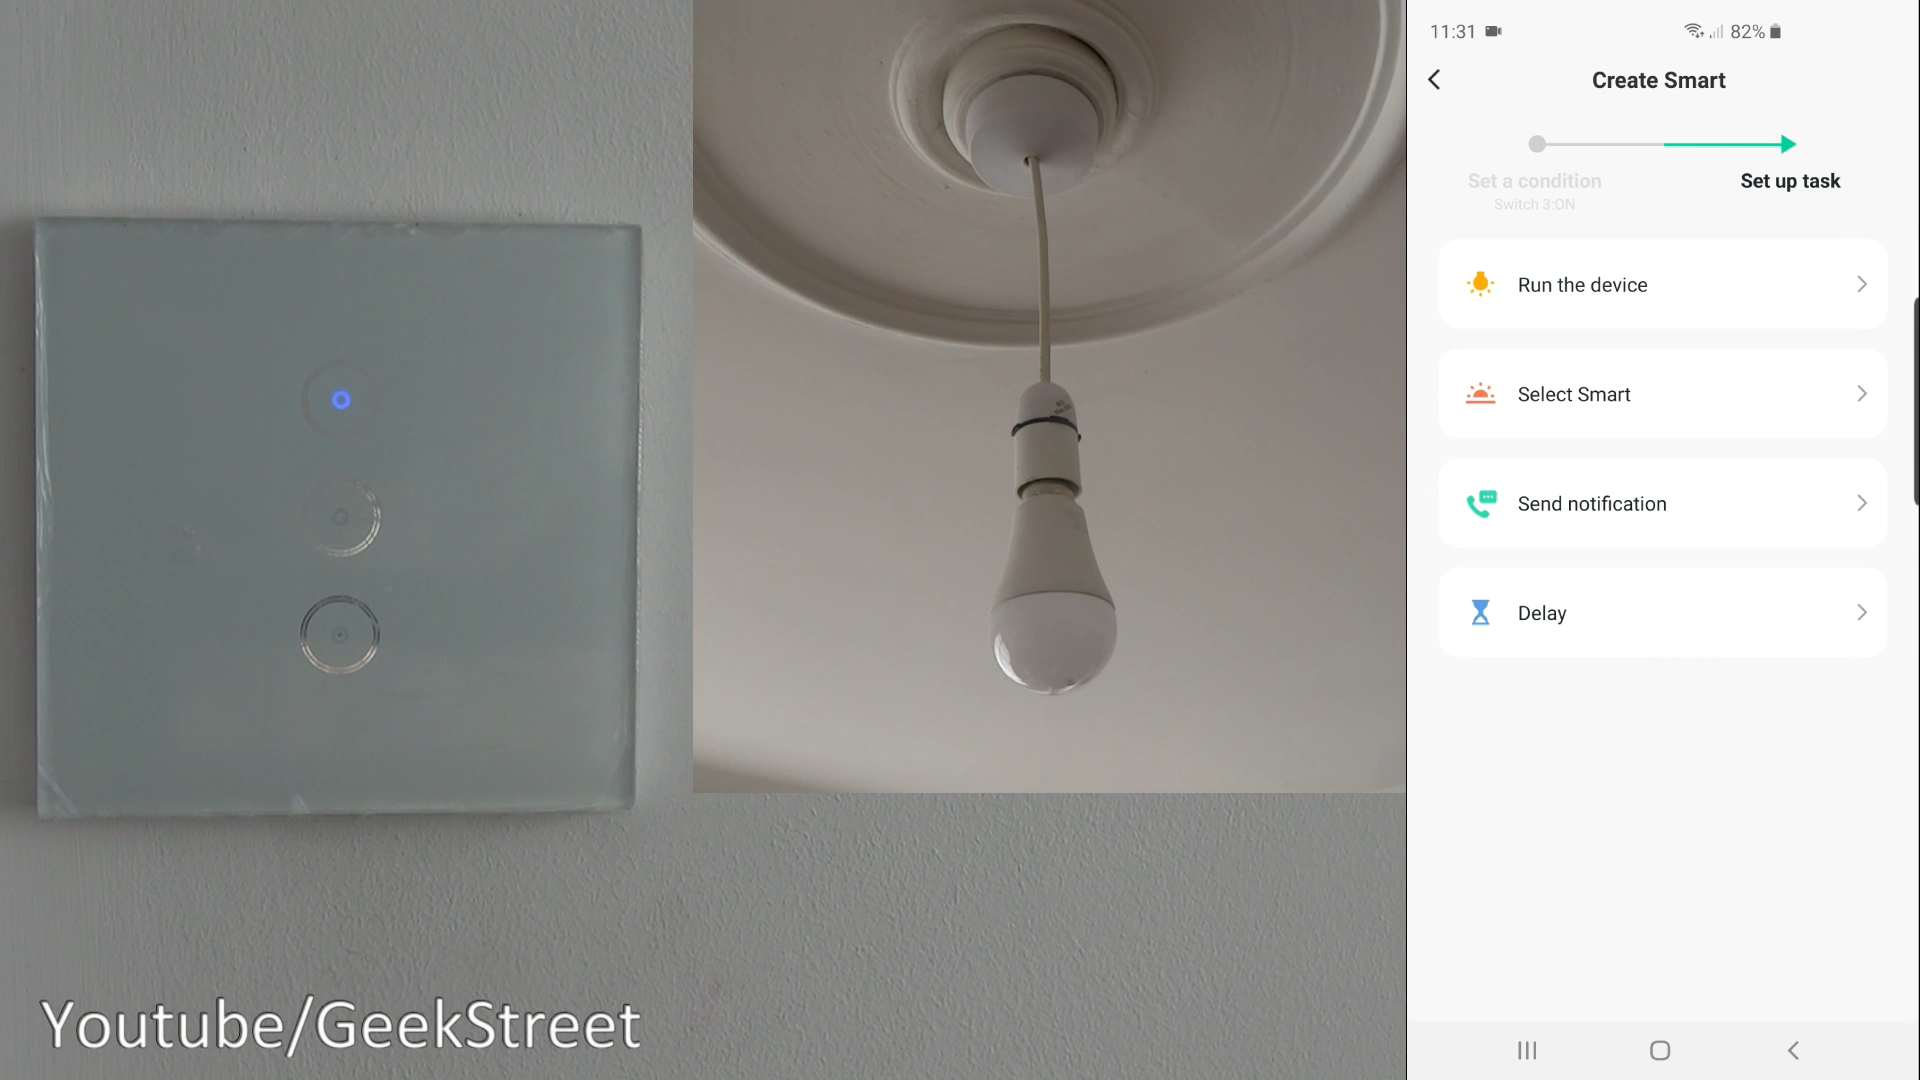 11:31
82%
Create Smart
Set a condition
Set up task
Switch 3:ON
Run the device
Select Smart
Send notification
Delay
Youtube/GeekStreet